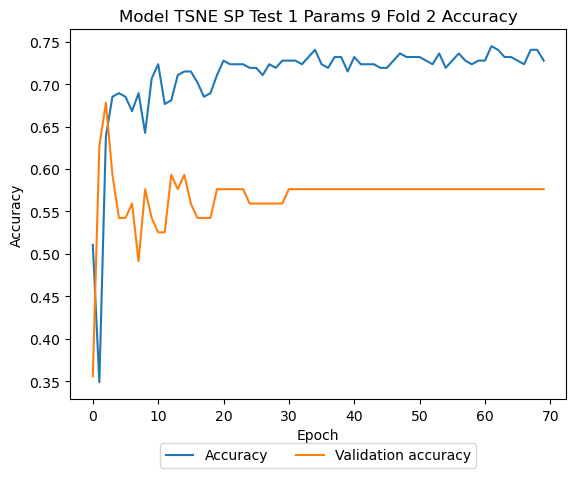 Model TSNE SP Test 1 Params 9 Fold 2 Accuracy
0.75
0.70
0.65
0.60
0.55
0.50
0.45
0.40
0.35
Accuracy
0 10 20 30 40 50 60 70
Epoch
Accuracy Validation accuracy